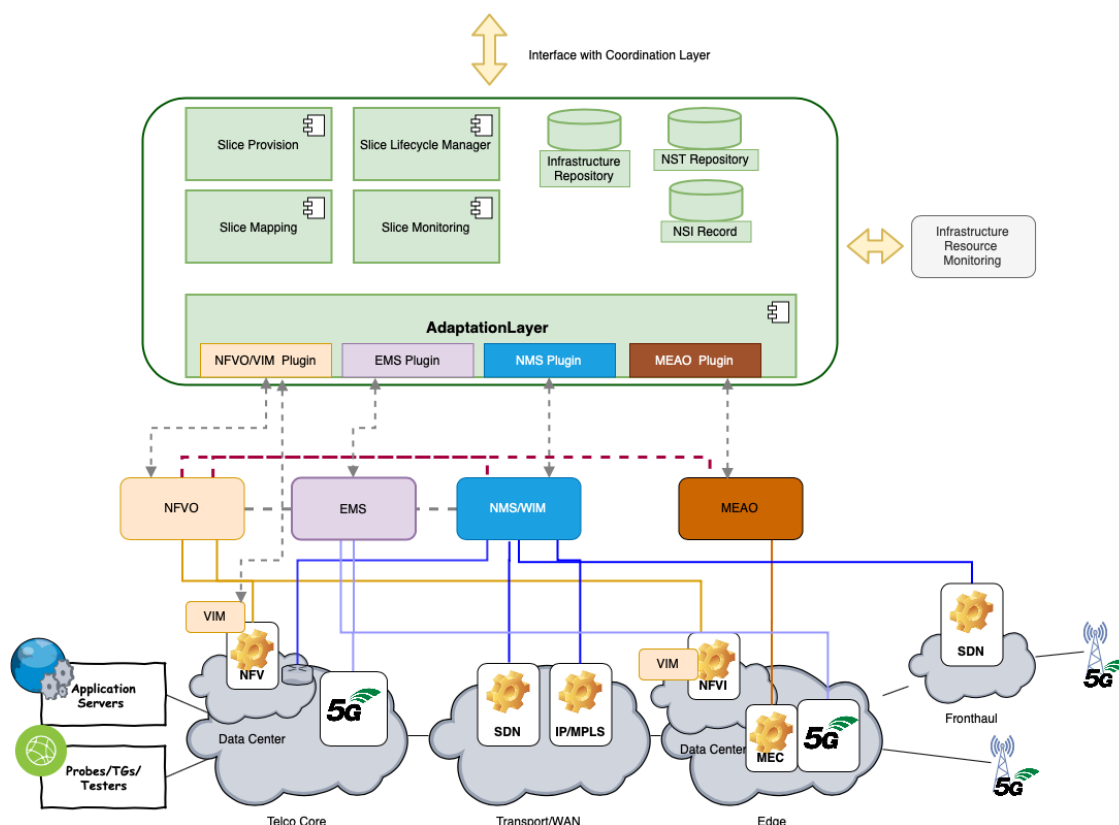 Interface with Coordination Layer
Slice Provision
Slice Lifecycle Manager
Infrastructure
Repository
NST Repository
Slice Mapping
Slice Monitoring
NSI Record
Infrastructure
Resource
Monitoring
AdaptationLayer
NFVO/VIM Plugin
EMS Plugin
NMS Plugin
MEAO Plugin
NFVO
EMS
NMS/WIM
MEAO
VIM
NFV
SDN
VIM
NFVI
Application
Servers
5G
SDN
IP/MPLS
Data Center
Data Center
MEC
5G
5G
Fronthaul
Probes/TGs/
Testers
5G
Telco Core
Transport/WAN
Edge